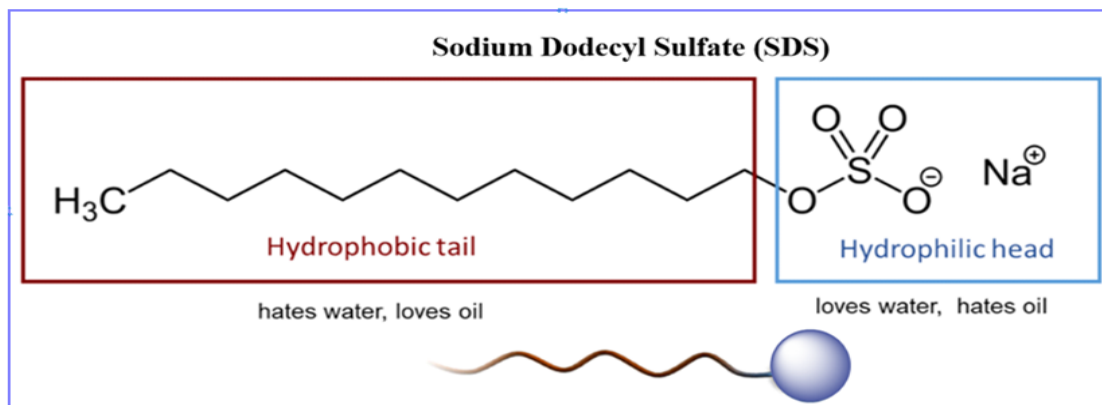 Sodium Dodecyl Sulfate (SDS)
O O
H₃C O S O⊖ Na⊕
Hydrophobic tail Hydrophilic head
hates water, loves oil loves water, hates oil